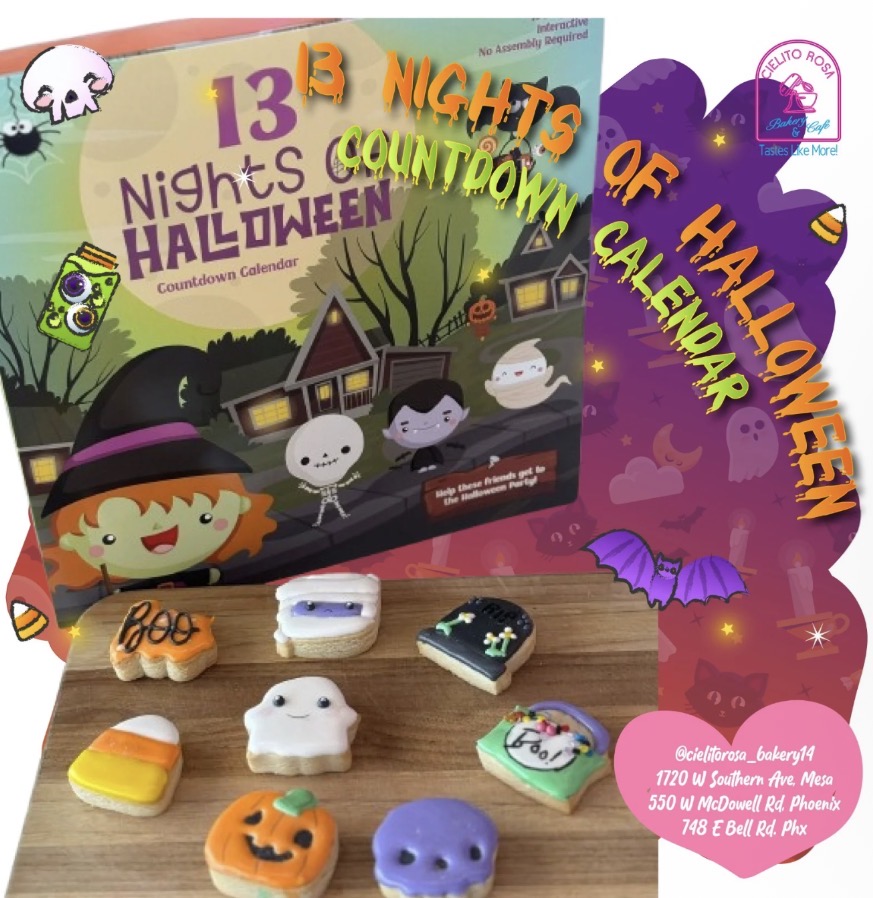 Interactive
No Assembly Required
13
Nights
HALLOWEEN
Countdown Calendar
Help these friends get to
the Halloween Party!
13 NIGHTS OF HALLOWEEN
COUNTDOWN CALENDAR
CIELITO ROSA
Bakery
& Café
Tastes Like More!
BOO
RIP
Boo!
@cielitorosa_bakery14
1720 W Southern Ave. Mesa
550 W McDowell Rd. Phoenix
748 E Bell Rd. Phx